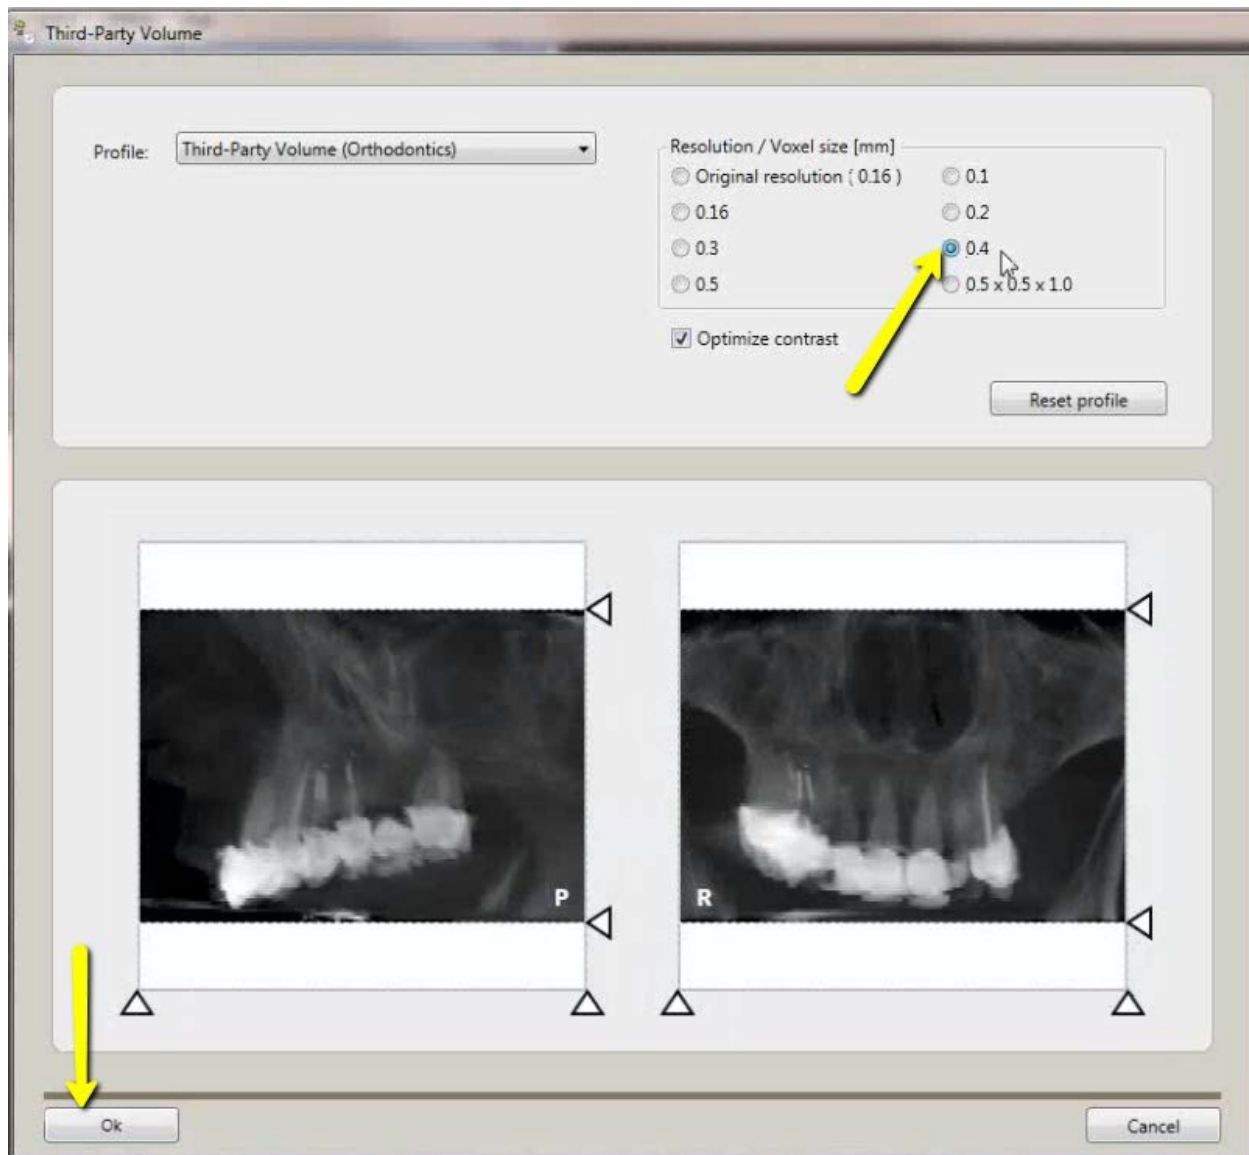 Third-Party Volume
Profile: Third-Party Volume (Orthodontics)
Resolution / Voxel size [mm]
Original resolution ( 0.16 ) 0.1
0.16 0.2
0.3 0.4
0.5 0.5 x 0.5 x 1.0
Optimize contrast
Reset profile
P R
Ok Cancel